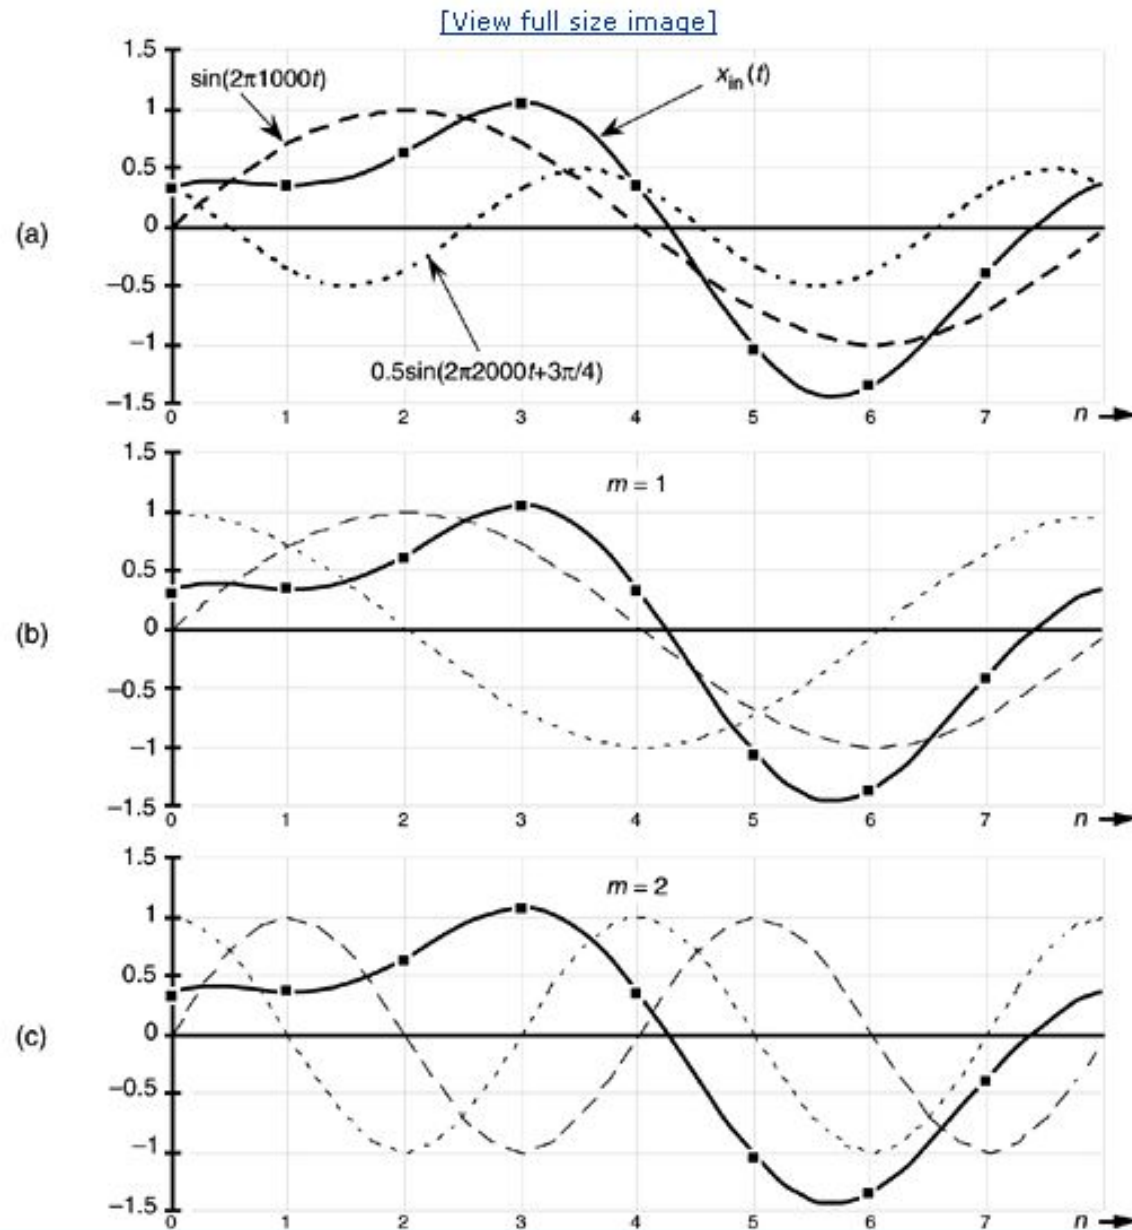 [View full size image]
1.5
sin(2π1000t)
x_in(t)
1
0.5
(a)
0
−0.5
−1
0.5sin(2π2000t+3π/4)
−1.5
0 1 2 3 4 5 6 7 n
1.5
m = 1
1
0.5
(b)
0
−0.5
−1
−1.5
0 1 2 3 4 5 6 7 n
1.5
m = 2
1
0.5
(c)
0
−0.5
−1
−1.5
0 1 2 3 4 5 6 7 n